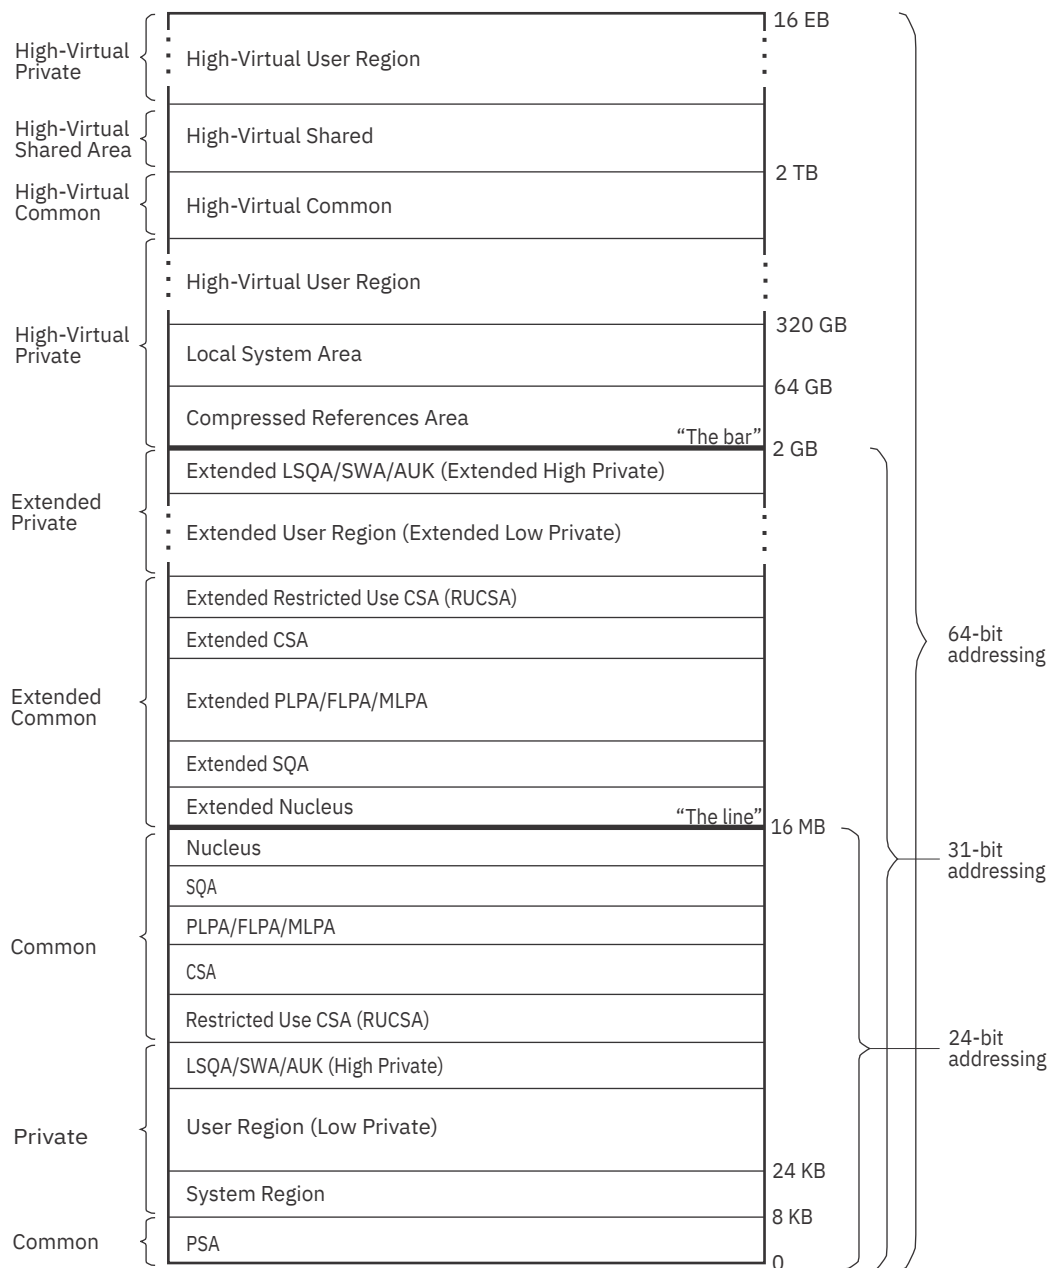 16 EB
High-Virtual
Private
High-Virtual User Region
High-Virtual
Shared Area
High-Virtual Shared
2 TB
High-Virtual
Common
High-Virtual Common
High-Virtual User Region
320 GB
High-Virtual
Private
Local System Area
64 GB
Compressed References Area
“The bar”
2 GB
Extended LSQA/SWA/AUK (Extended High Private)
Extended
Private
Extended User Region (Extended Low Private)
Extended Restricted Use CSA (RUCSA)
Extended CSA
64-bit
addressing
Extended
Common
Extended PLPA/FLPA/MLPA
Extended SQA
Extended Nucleus
“The line”
16 MB
Nucleus
31-bit
addressing
SQA
PLPA/FLPA/MLPA
Common
CSA
Restricted Use CSA (RUCSA)
24-bit
addressing
LSQA/SWA/AUK (High Private)
Private
User Region (Low Private)
24 KB
System Region
8 KB
Common
PSA
0